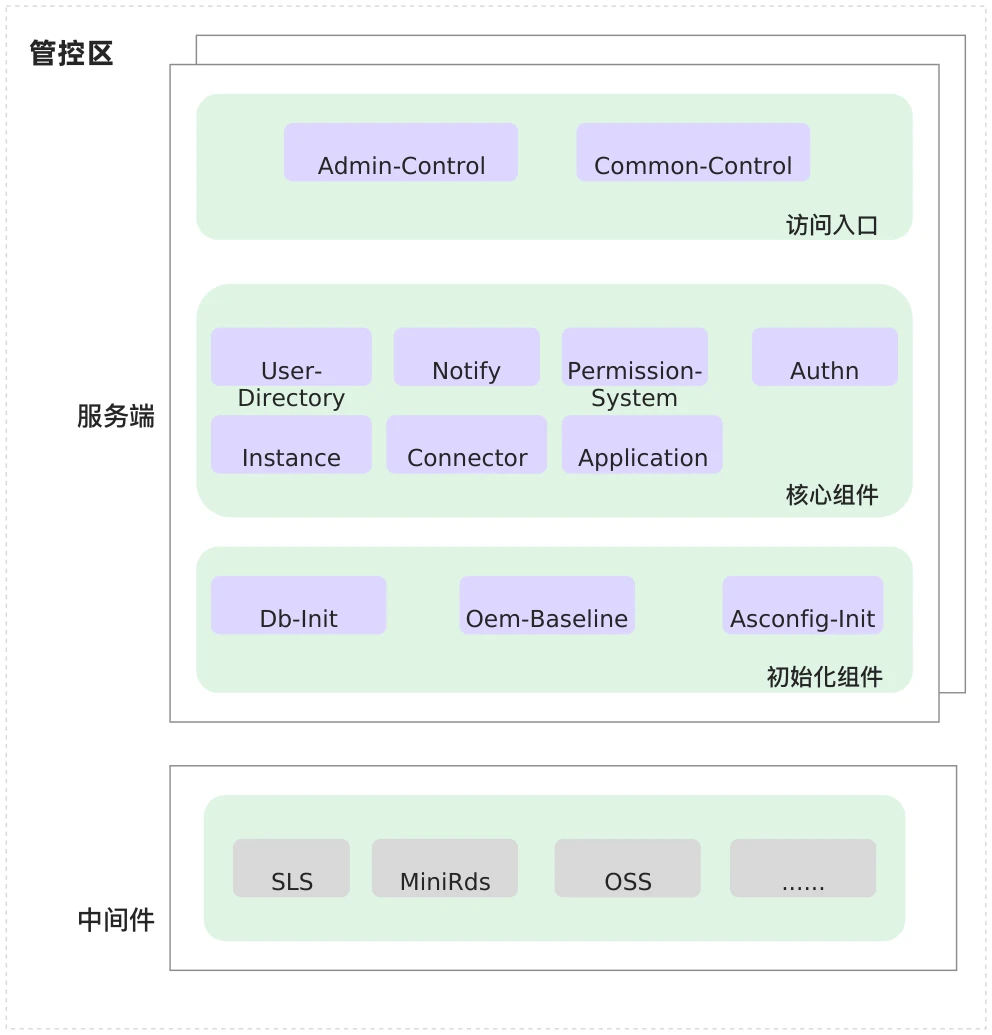 管控区
Admin-Control
Common-Control
访问入口
服务端
User-
Directory
Notify
Permission-
System
Authn
Instance
Connector
Application
核心组件
Db-Init
Oem-Baseline
Asconfig-Init
初始化组件
中间件
SLS
MiniRds
OSS
......